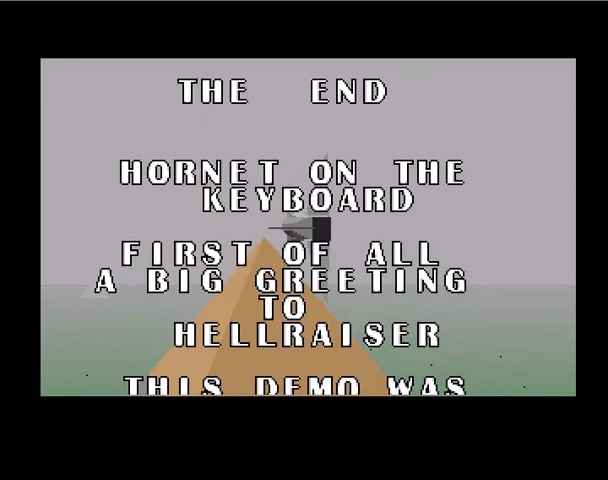 THE END
HORNET ON THE
KEYBOARD
FIRST OF ALL
A BIG GREETING
TO
HELLRAISER
THIS DEMO WAS